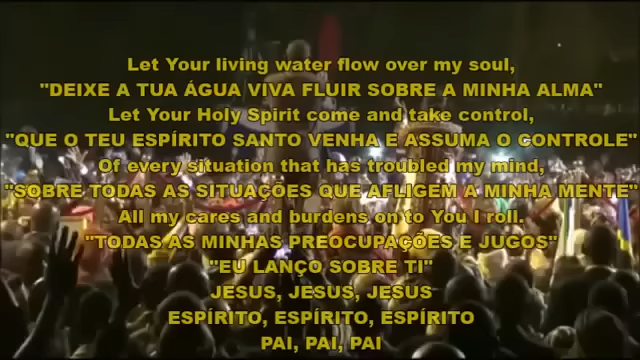 Let Your living water flow over my soul,
"DEIXE A TUA ÁGUA VIVA FLUIR SOBRE A MINHA ALMA"
Let Your Holy Spirit come and take control,
"QUE O TEU ESPÍRITO SANTO VENHA E ASSUMA O CONTROLE"
Of every situation that has troubled my mind,
"SOBRE TODAS AS SITUAÇÕES QUE AFLIGEM A MINHA MENTE"
All my cares and burdens on to You I roll.
"TODAS AS MINHAS PREOCUPAÇÕES E JUGOS"
"EU LANÇO SOBRE TI"
JESUS, JESUS, JESUS
ESPÍRITO, ESPÍRITO, ESPÍRITO
PAI, PAI, PAI